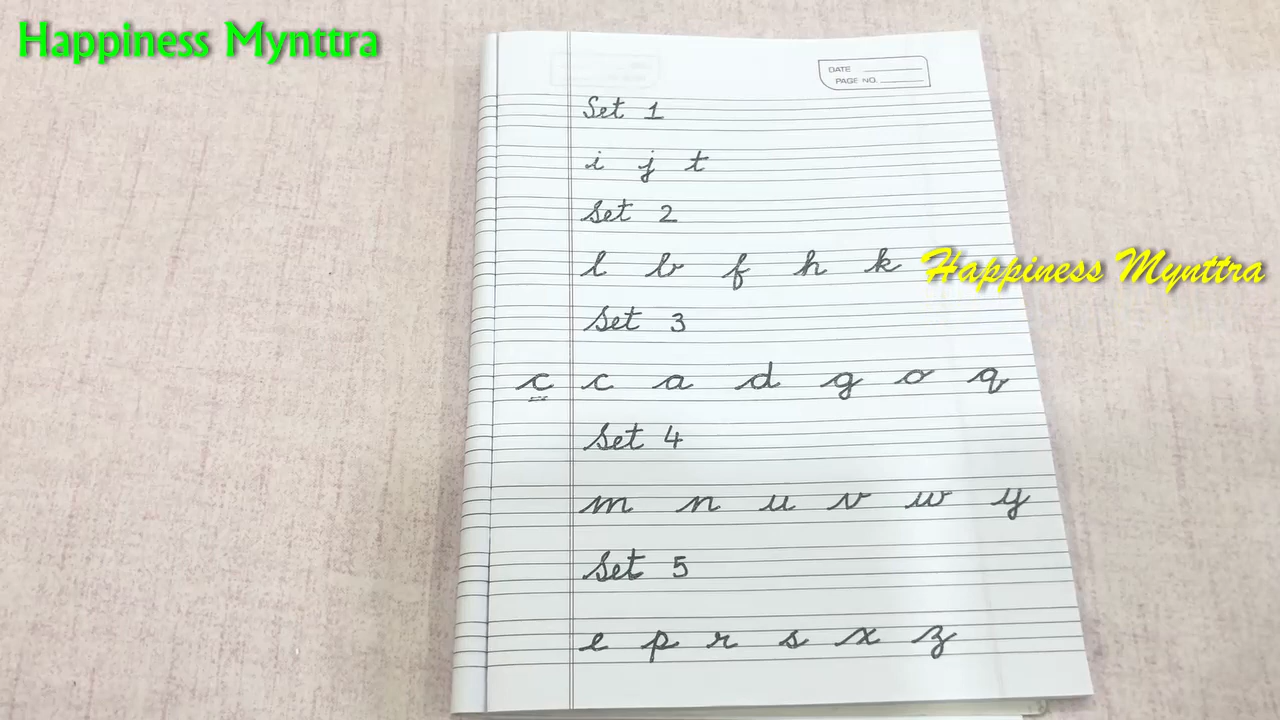 Happiness Mynttra
DATE
PAGE NO.
Set 1
i j t
Set 2
l b f h k
Happiness Mynttra
Set 3
c c a d g o q
Set 4
m n u v w y
Set 5
e p r s x z